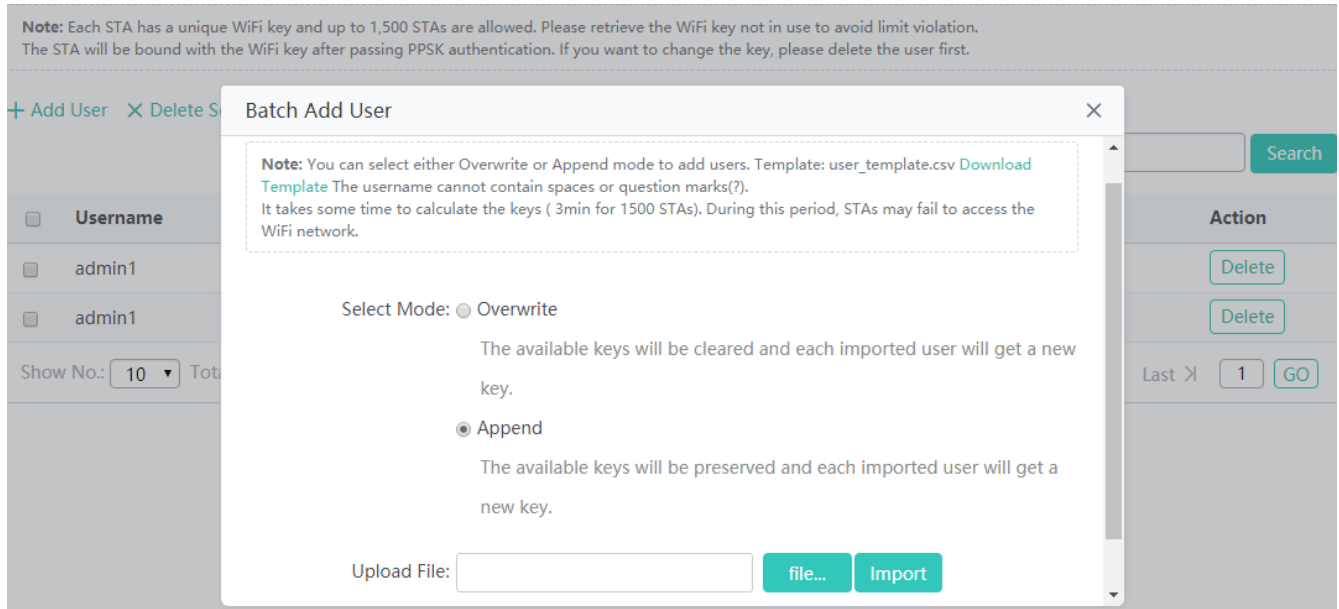 Note: Each STA has a unique WiFi key and up to 1,500 STAs are allowed. Please retrieve the WiFi key not in use to avoid limit violation.
The STA will be bound with the WiFi key after passing PPSK authentication. If you want to change the key, please delete the user first.
+ Add User × Delete
Batch Add User ×
Search
Note: You can select either Overwrite or Append mode to add users. Template: user_template.csv Download
Template The username cannot contain spaces or question marks(?).
It takes some time to calculate the keys ( 3min for 1500 STAs). During this period, STAs may fail to access the
WiFi network.
Username Action
admin1 Delete
admin1 Delete
Show No.: 10 Last 1 GO
Select Mode: Overwrite
The available keys will be cleared and each imported user will get a new
key.
Append
The available keys will be preserved and each imported user will get a
new key.
Upload File: file... Import